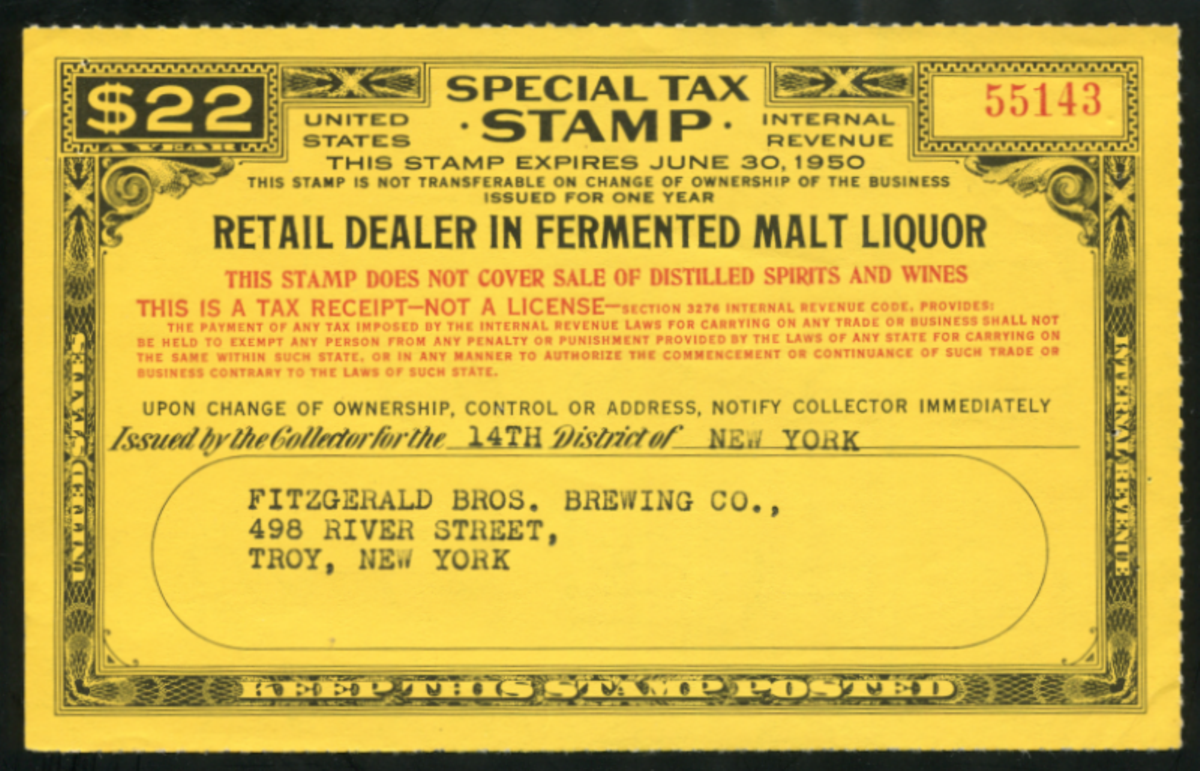 $22
A YEAR
UNITED STATES
SPECIAL TAX
· STAMP ·
INTERNAL REVENUE
55143
THIS STAMP EXPIRES JUNE 30, 1950
THIS STAMP IS NOT TRANSFERABLE ON CHANGE OF OWNERSHIP OF THE BUSINESS
ISSUED FOR ONE YEAR
RETAIL DEALER IN FERMENTED MALT LIQUOR
THIS STAMP DOES NOT COVER SALE OF DISTILLED SPIRITS AND WINES
THIS IS A TAX RECEIPT—NOT A LICENSE—SECTION 3276 INTERNAL REVENUE CODE, PROVIDES:
THE PAYMENT OF ANY TAX IMPOSED BY THE INTERNAL REVENUE LAWS FOR CARRYING ON ANY TRADE OR BUSINESS SHALL NOT
BE HELD TO EXEMPT ANY PERSON FROM ANY PENALTY OR PUNISHMENT PROVIDED BY THE LAWS OF ANY STATE FOR CARRYING ON
THE SAME WITHIN SUCH STATE, OR IN ANY MANNER TO AUTHORIZE THE COMMENCEMENT OR CONTINUANCE OF SUCH TRADE OR
BUSINESS CONTRARY TO THE LAWS OF SUCH STATE.
UPON CHANGE OF OWNERSHIP, CONTROL OR ADDRESS, NOTIFY COLLECTOR IMMEDIATELY
Issued by the Collector for the 14TH District of NEW YORK
FITZGERALD BROS. BREWING CO.,
498 RIVER STREET,
TROY, NEW YORK
UNITED STATES
INTERNAL REVENUE
KEEP THIS STAMP POSTED